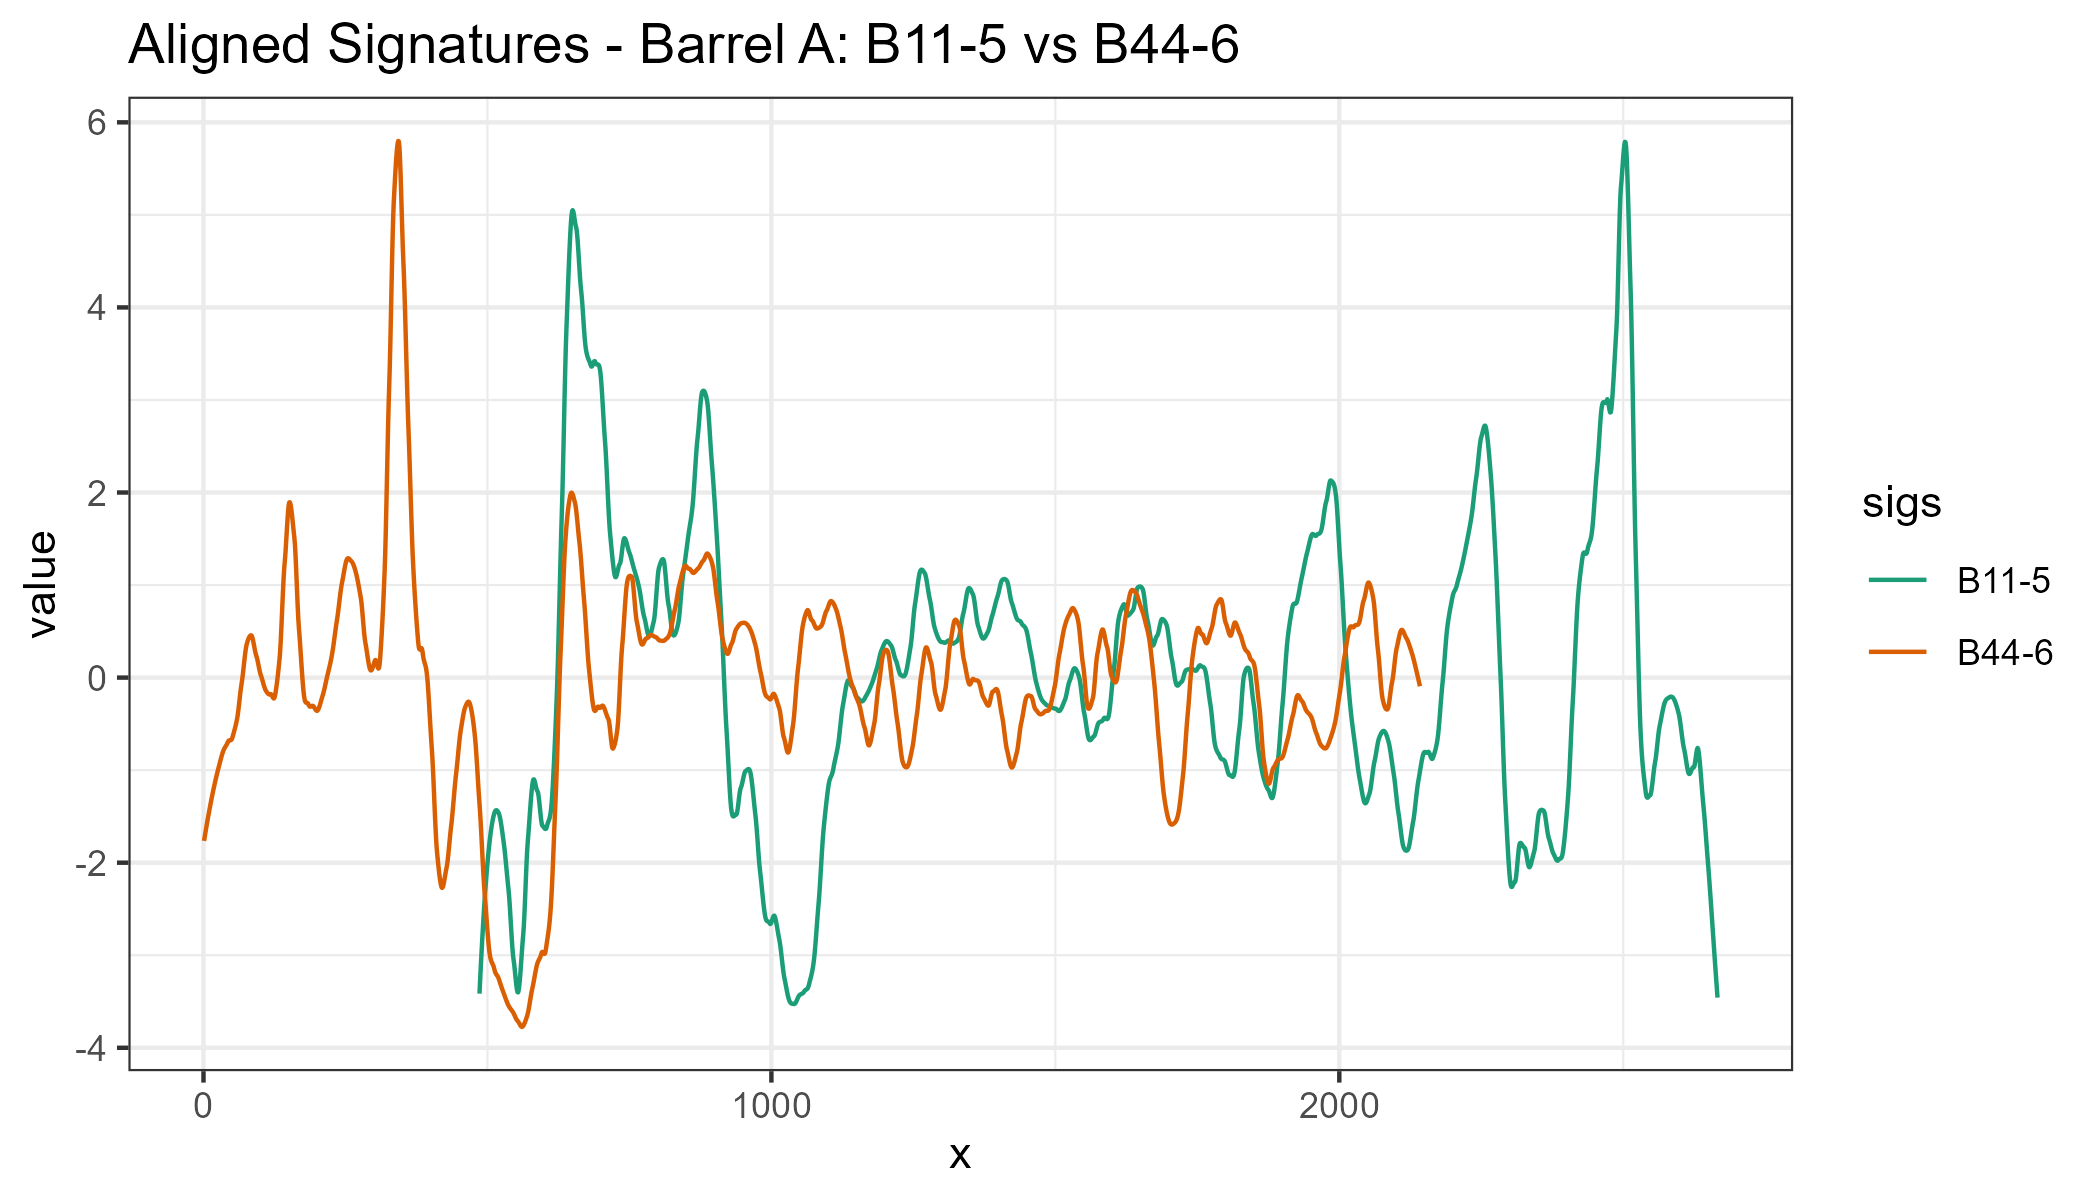 Aligned Signatures - Barrel A: B11-5 vs B44-6
6
4
2
0
-2
-4
value
0 1000 2000
x
sigs
B11-5
B44-6